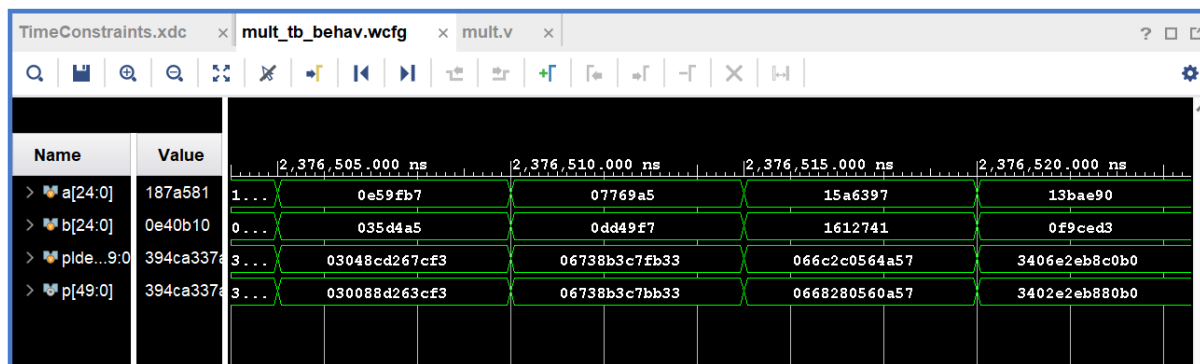 TimeConstraints.xdc × mult_tb_behav.wcfg × mult.v × ?
Name Value 2,376,505.000 ns 2,376,510.000 ns 2,376,515.000 ns 2,376,520.000 ns
a[24:0] 187a581 1... 0e59fb7 07769a5 15a6397 13bae90
b[24:0] 0e40b10 0... 035d4a5 0dd49f7 1612741 0f9ced3
pIde...9:0 394ca337a 3... 03048cd267cf3 06738b3c7fb33 066c2c0564a57 3406e2eb8c0b0
p[49:0] 394ca337a 3... 030088d263cf3 06738b3c7bb33 0668280560a57 3402e2eb880b0